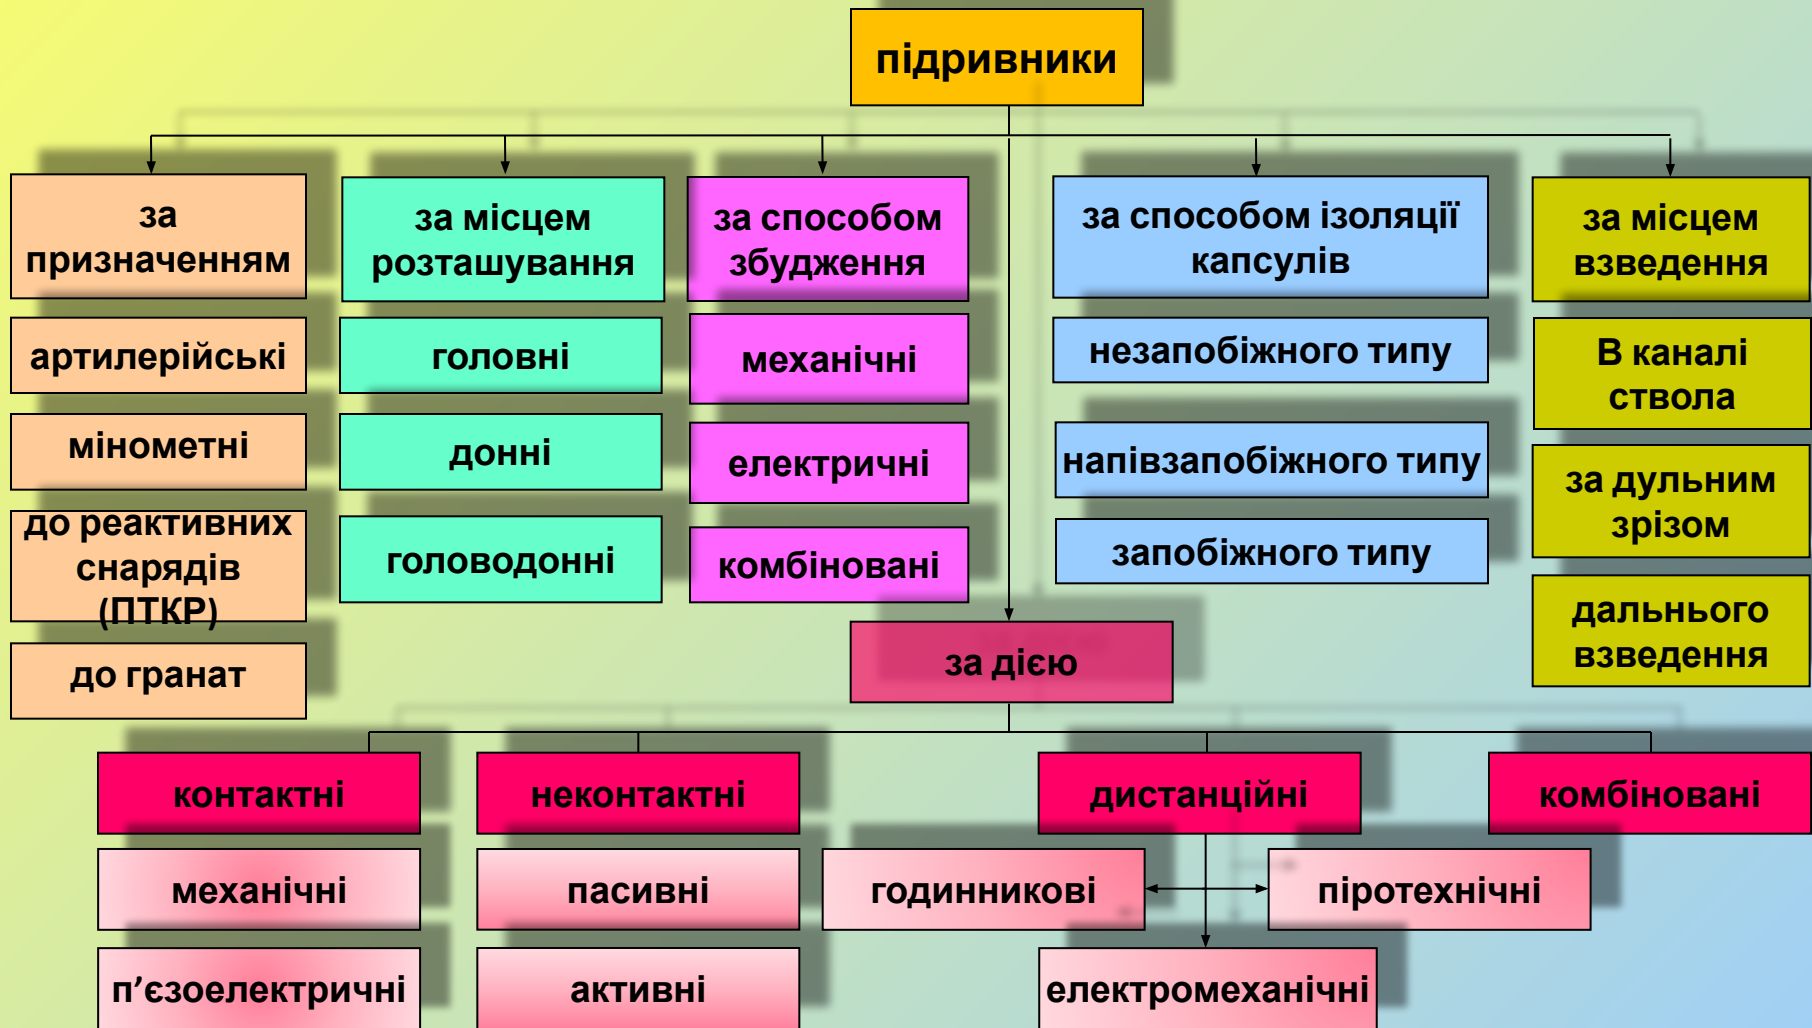 підривники
за
призначенням
артилерійські
мінометні
до реактивних
снарядів
(ПТКР)
до гранат
за місцем
розташування
головні
донні
головодонні
за способом
збудження
механічні
електричні
комбіновані
за способом ізоляції
капсулів
незапобіжного типу
напівзапобіжного типу
запобіжного типу
за місцем
взведення
В каналі
ствола
за дульним
зрізом
дальнього
взведення
за дією
контактні
механічні
п’єзоелектричні
неконтактні
пасивні
активні
дистанційні
годинникові
піротехнічні
електромеханічні
комбіновані